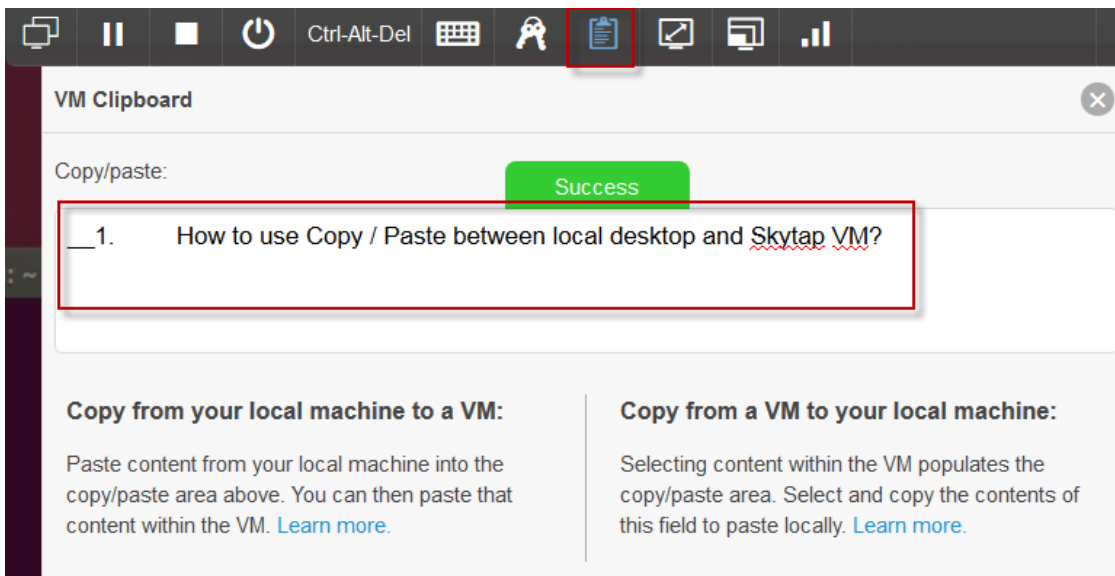 Ctrl-Alt-Del
VM Clipboard
Copy/paste:
Success
__1. How to use Copy / Paste between local desktop and Skytap VM?
: ~
Copy from your local machine to a VM:
Paste content from your local machine into the
copy/paste area above. You can then paste that
content within the VM. Learn more.
Copy from a VM to your local machine:
Selecting content within the VM populates the
copy/paste area. Select and copy the contents of
this field to paste locally. Learn more.